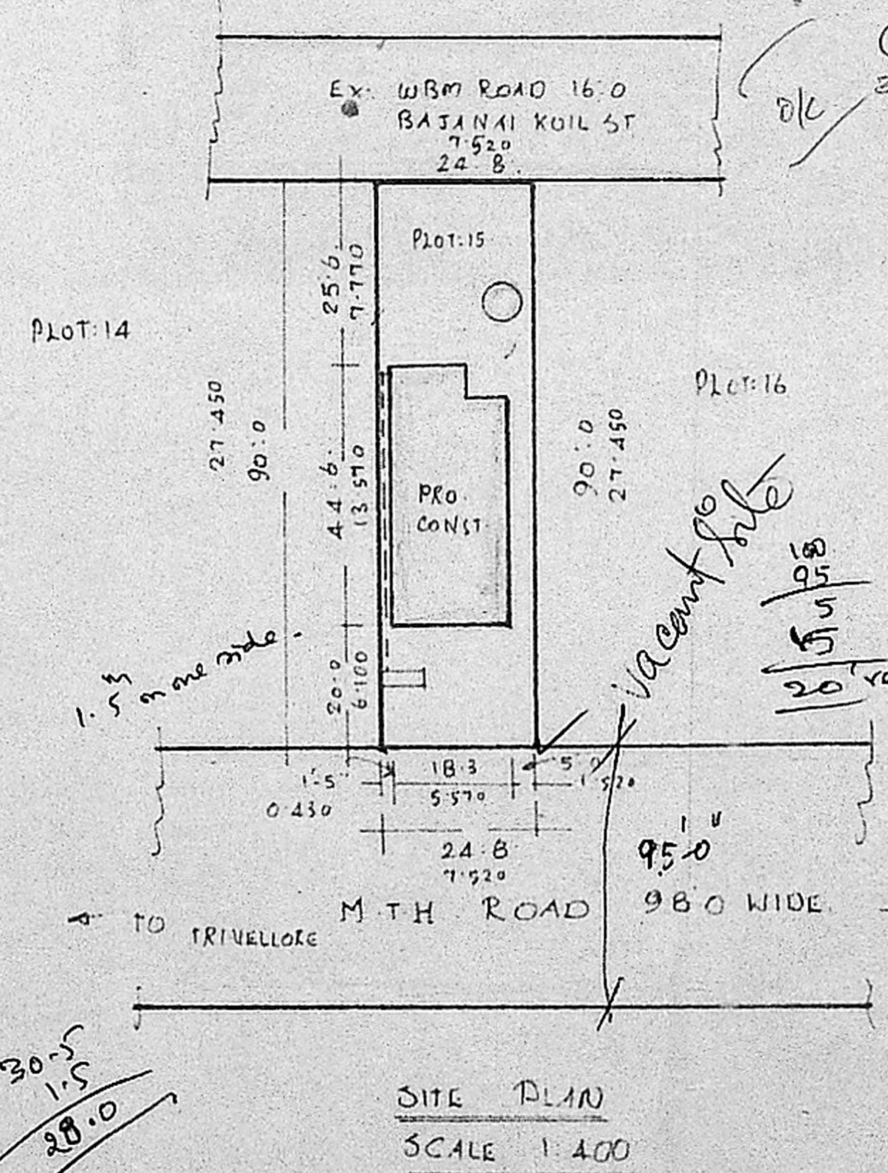 Ex. WBM ROAD 16.0
BAJANAI KOIL ST
7.520
24.8
PLOT:15
25.6
7.770
PLOT:14
PLOT:16
27.450
90:0
44.6
13.570
90:0
27.450
PRO.
CONST.
vacant site
100
95
1.5 m on one side.
20.0
6.100
20
1.5
0.430
18.3
5.570
5.0
1.520
24.8
7.520
95'0"
MTH ROAD 98 0 WIDE
TO TRIVELLORE
30.5
1.5
28.0
SITE PLAN
SCALE 1:400